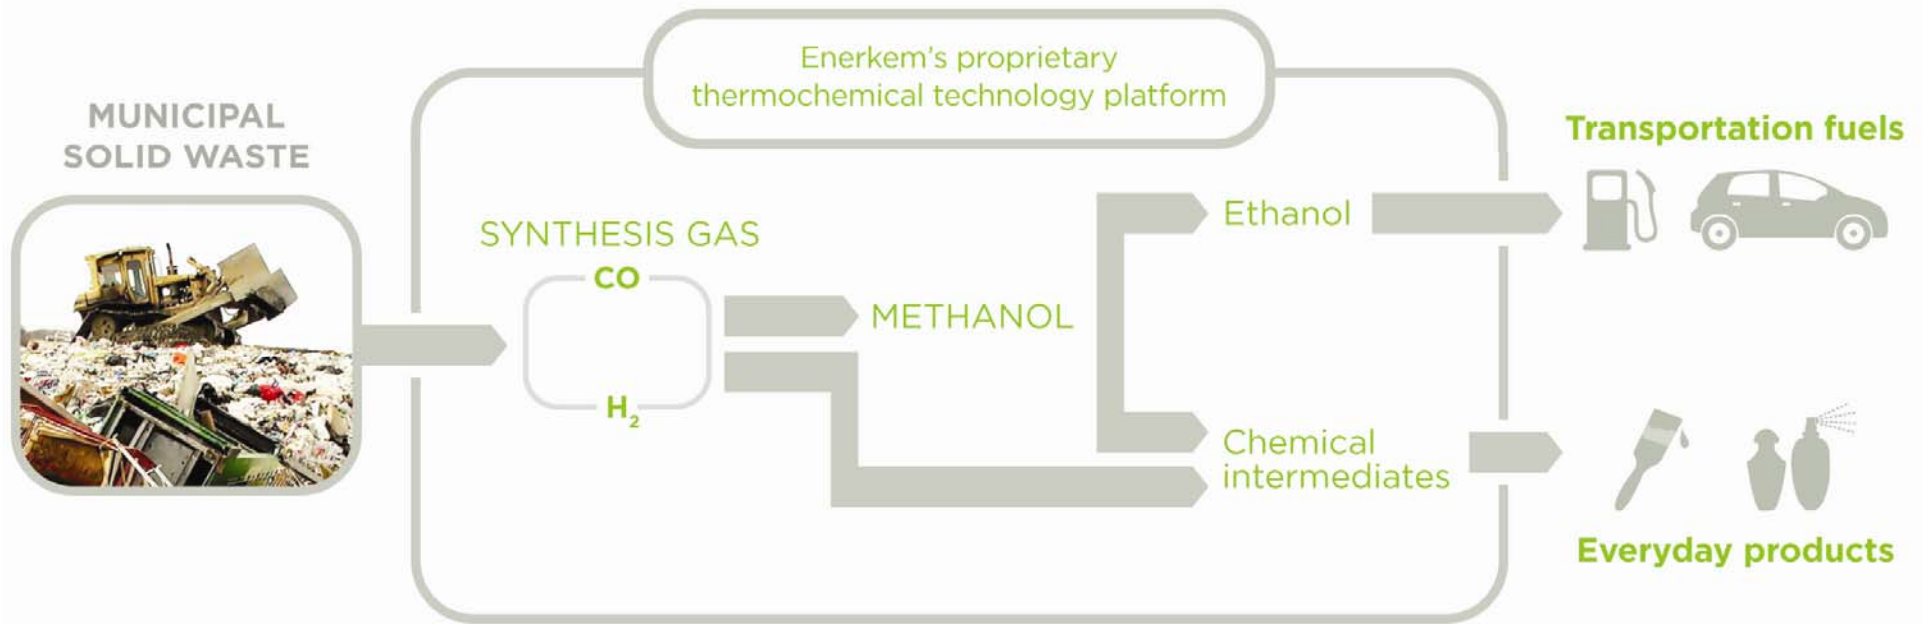 Enerkem's proprietary
thermochemical technology platform
MUNICIPAL
SOLID WASTE
SYNTHESIS GAS
CO
H₂
METHANOL
Ethanol
Chemical
intermediates
Transportation fuels
Everyday products